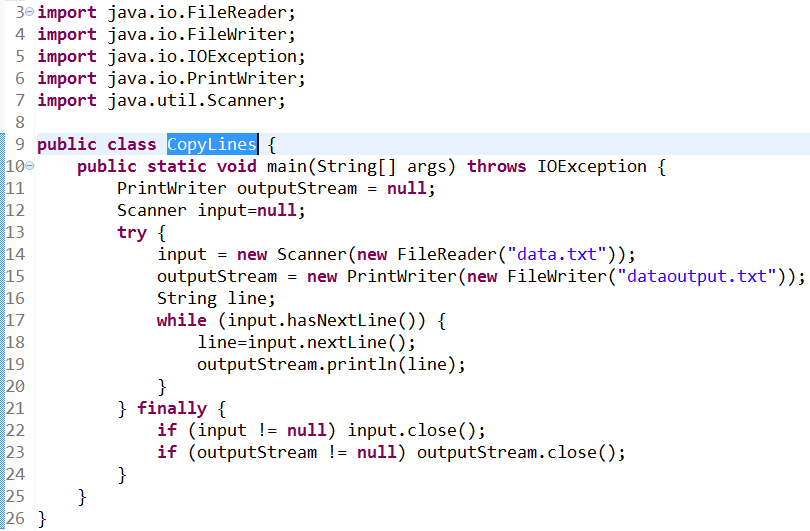 3 import java.io.FileReader;
4 import java.io.FileWriter;
5 import java.io.IOException;
6 import java.io.PrintWriter;
7 import java.util.Scanner;
8
9 public class CopyLines {
10     public static void main(String[] args) throws IOException {
11         PrintWriter outputStream = null;
12         Scanner input=null;
13         try {
14             input = new Scanner(new FileReader("data.txt"));
15             outputStream = new PrintWriter(new FileWriter("dataoutput.txt"));
16             String line;
17             while (input.hasNextLine()) {
18                 line=input.nextLine();
19                 outputStream.println(line);
20             }
21         } finally {
22             if (input != null) input.close();
23             if (outputStream != null) outputStream.close();
24         }
25     }
26 }